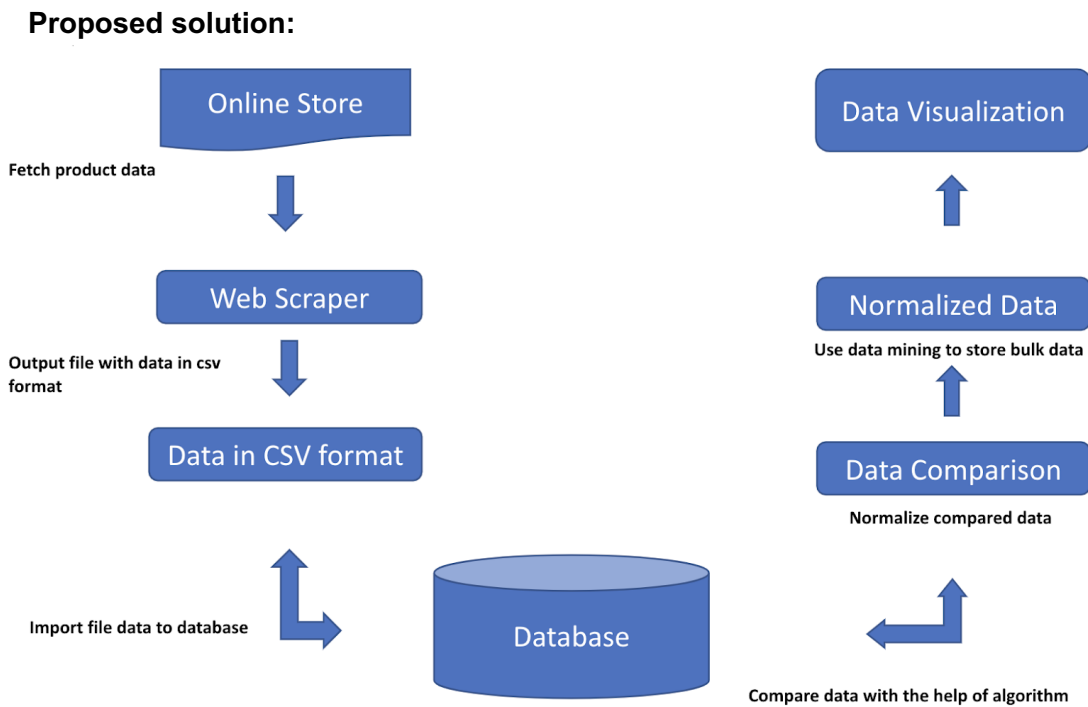 Proposed solution:
Online Store
Fetch product data
Web Scraper
Output file with data in csv
format
Data in CSV format
Import file data to database
Database
Data Visualization
Normalized Data
Use data mining to store bulk data
Data Comparison
Normalize compared data
Compare data with the help of algorithm